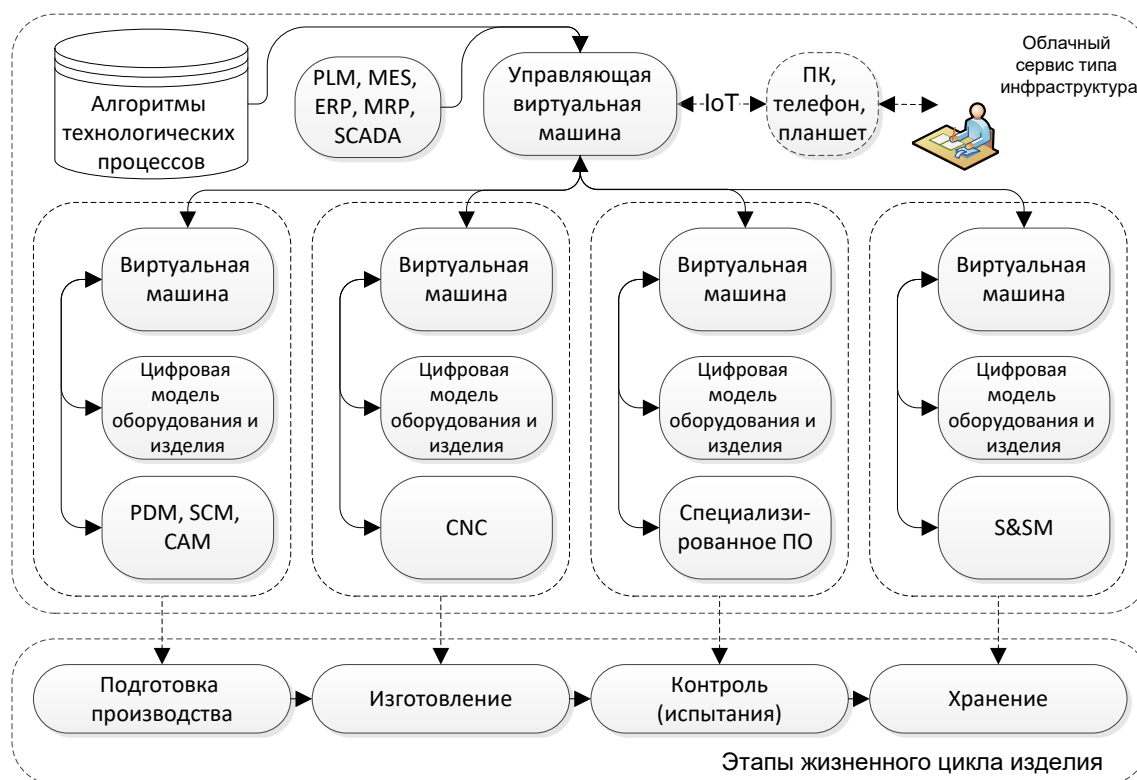 Алгоритмы
технологических
процессов
PLM, MES,
ERP, MRP,
SCADA
Управляющая
виртуальная
машина
IoT
ПК,
телефон,
планшет
Облачный
сервис типа
инфраструктура
Виртуальная
машина
Цифровая
модель
оборудования и
изделия
PDM, SCM,
CAM
Виртуальная
машина
Цифровая
модель
оборудования и
изделия
CNC
Виртуальная
машина
Цифровая
модель
оборудования и
изделия
Специализи-
рованное ПО
Виртуальная
машина
Цифровая
модель
оборудования и
изделия
S&SM
Подготовка
производства
Изготовление
Контроль
(испытания)
Хранение
Этапы жизненного цикла изделия